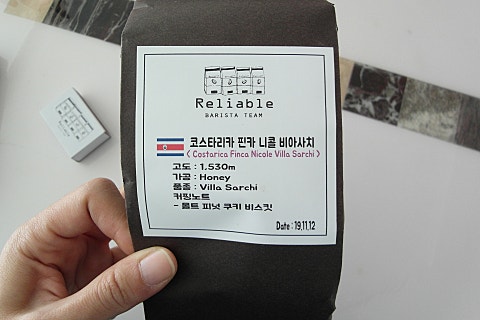 Reliable
BARISTA TEAM
코스타리카 핀카 니콜 비야사치
< Costarica Finca Nicole Villa Sarchi >
고도 : 1,530m
가공 : Honey
품종 : Villa Sarchi
커핑노트
- 몰트 피넛 쿠키 비스킷
Date : 19.11.12